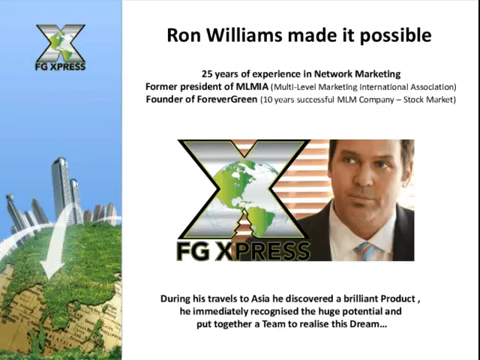 FG XPRESS
Ron Williams made it possible
25 years of experience in Network Marketing
Former president of MLMIA (Multi-Level Marketing International Association)
Founder of ForeverGreen (10 years successful MLM Company – Stock Market)
FG XPRESS
During his travels to Asia he discovered a brilliant Product ,
he immediately recognised the huge potential and
put together a Team to realise this Dream...